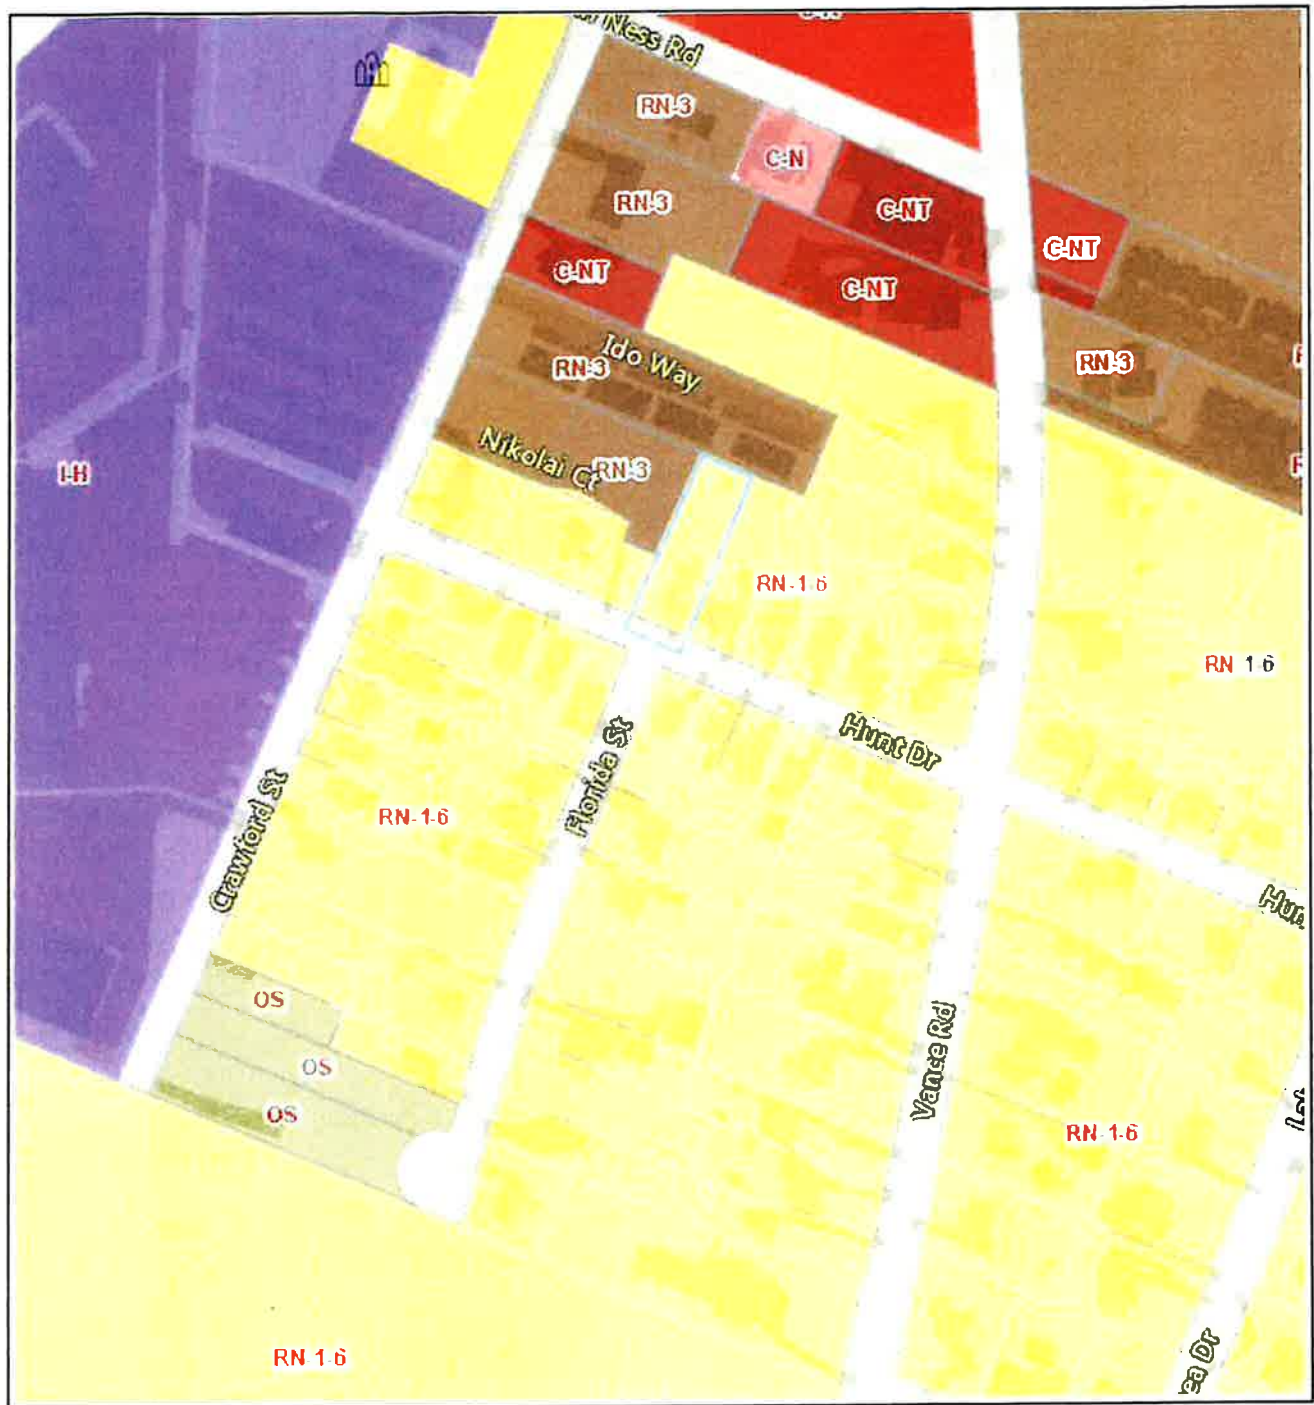 Ness Rd
RN-3
C-N
RN-3
C-NT
C-NT
C-NT
C-NT
Ido Way
RN-3
RN-3
Nikolai Ct
RN-3
I-H
RN-1-6
RN 1-6
Hunt Dr
Florida St
Crawford St
RN-1-6
OS
OS
OS
Vance Rd
RN-1-6
RN-1-6
Dr